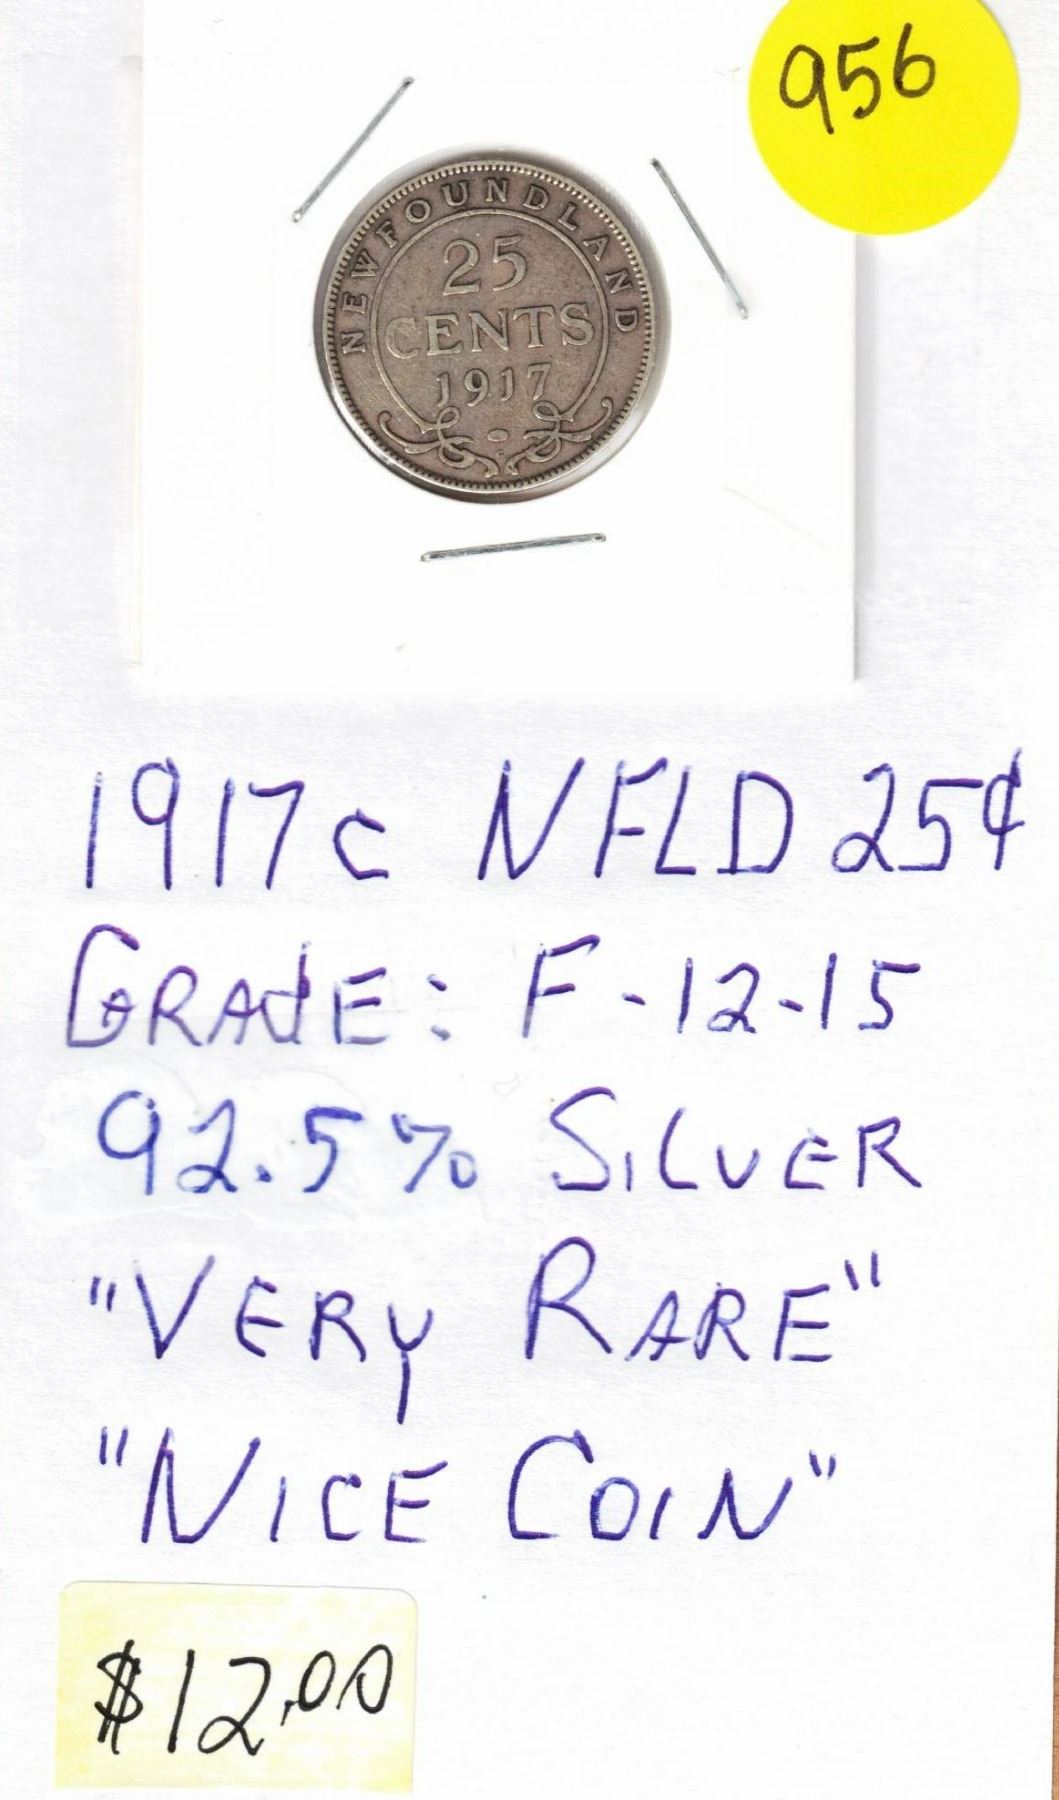 956
NEWFOUNDLAND
25
CENTS
1917
C
1917c NFLD 25¢
GRAdE: F-12-15
92.5% SILVER
"VERY RARE"
"NICE COIN"
$12.00